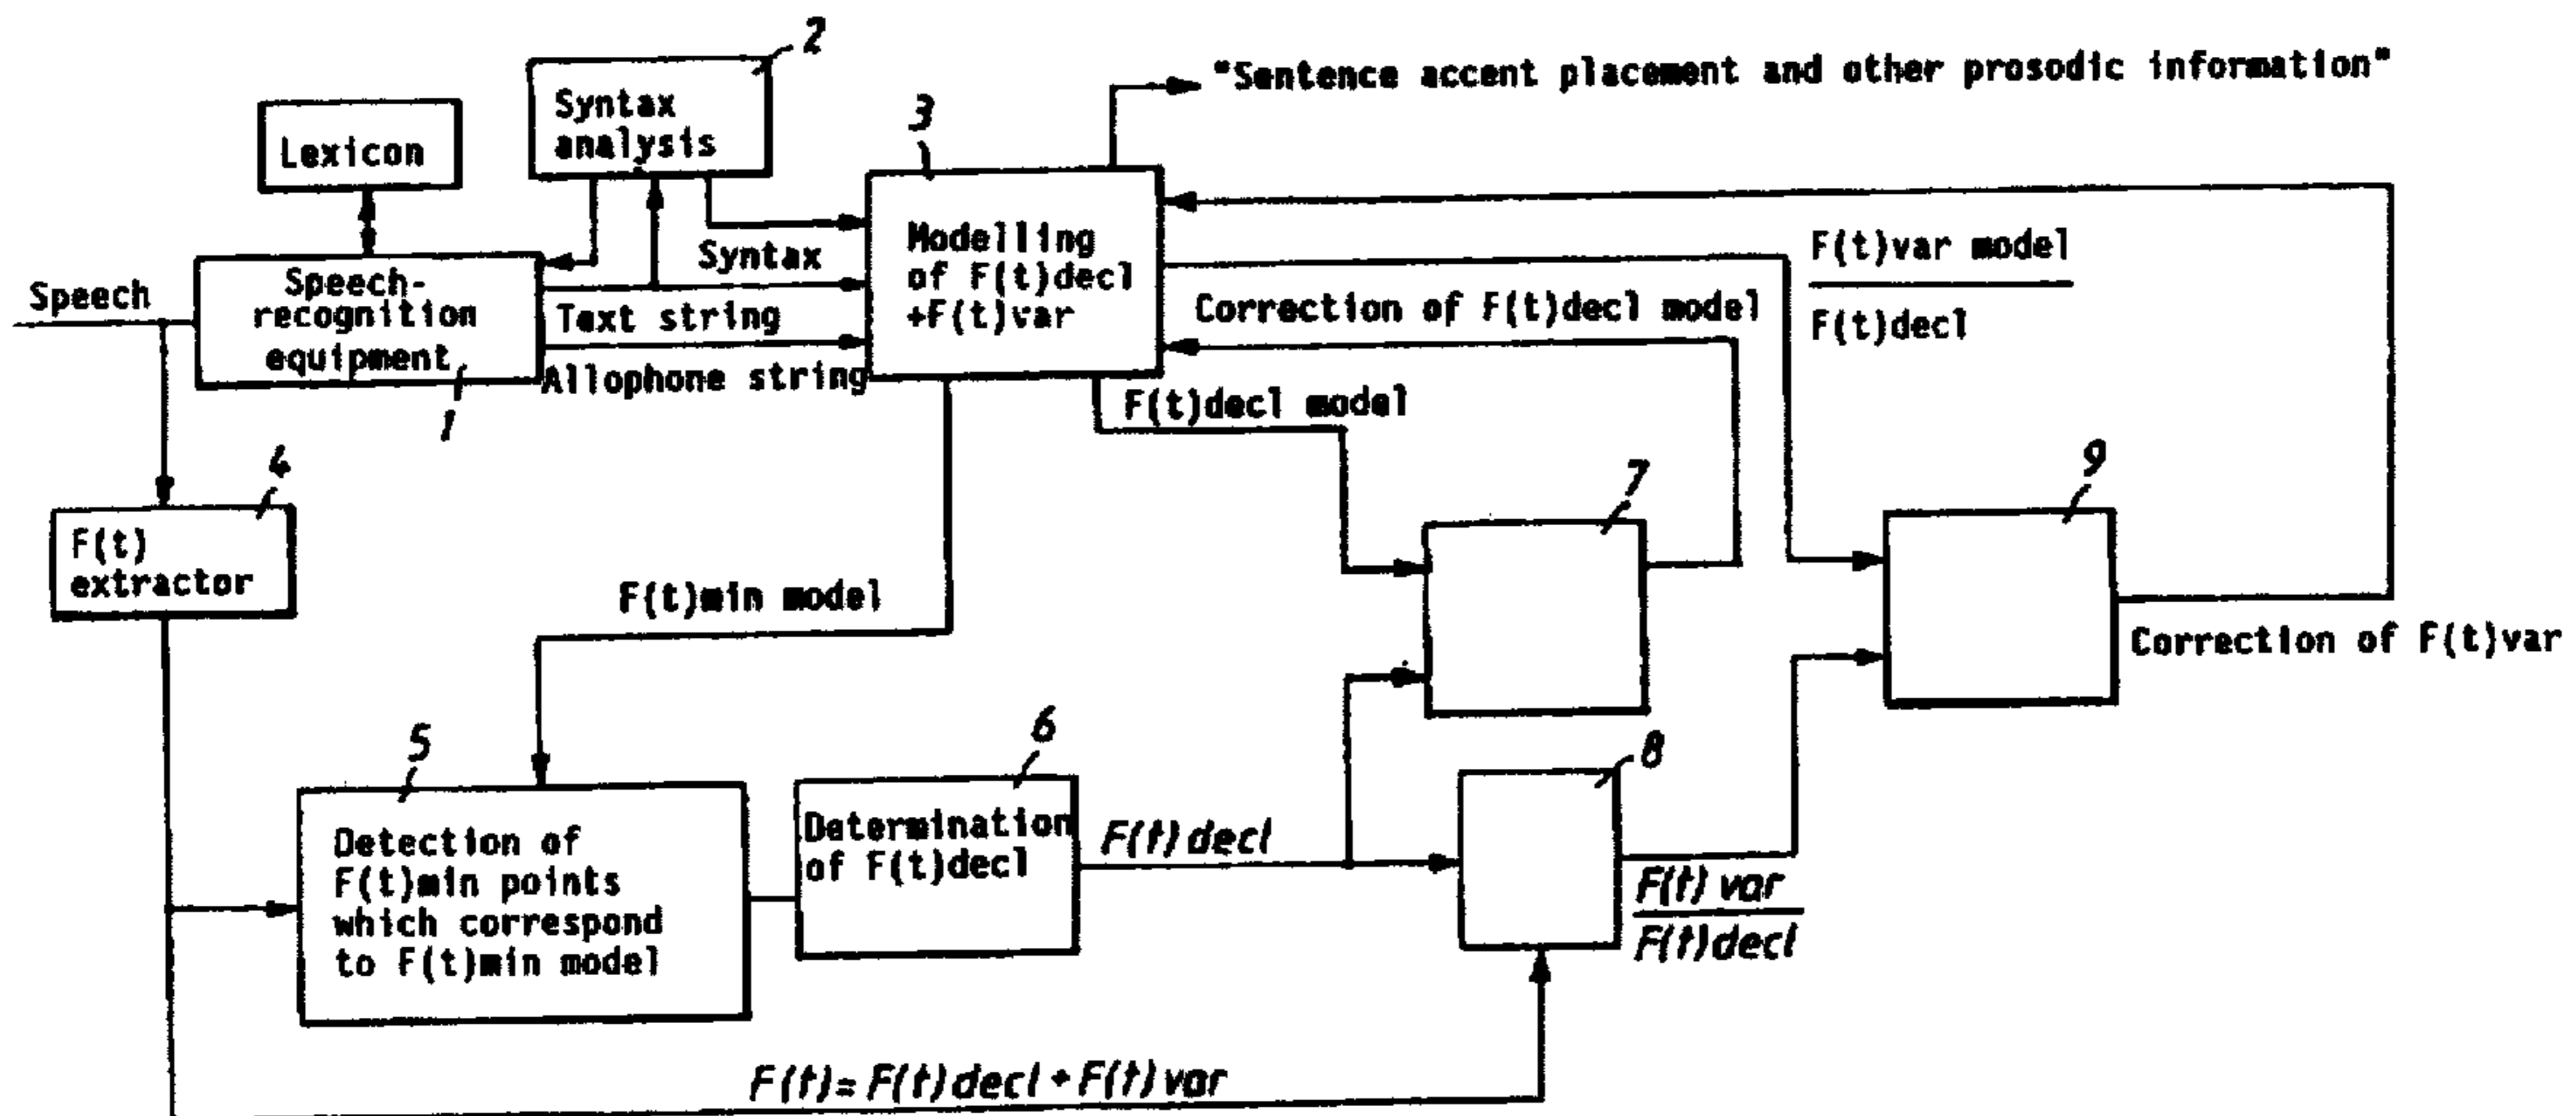 2
"Sentence accent placement and other prosodic information"
Syntax
analysis
3
Lexicon
Modelling
of F(t)decl
+F(t)var
Syntax
F(t)var model
F(t)decl
Speech
Speech-
recognition
equipment
Text string
Correction of F(t)decl model
Allophone string
1
F(t)decl model
4
7
9
F(t)
extractor
F(t)min model
Correction of F(t)var
5
6
8
Detection of
F(t)min points
which correspond
to F(t)min model
Determination
of F(t)decl
F(t)decl
F(t) var
F(t)decl
F(t)= F(t)decl + F(t) var